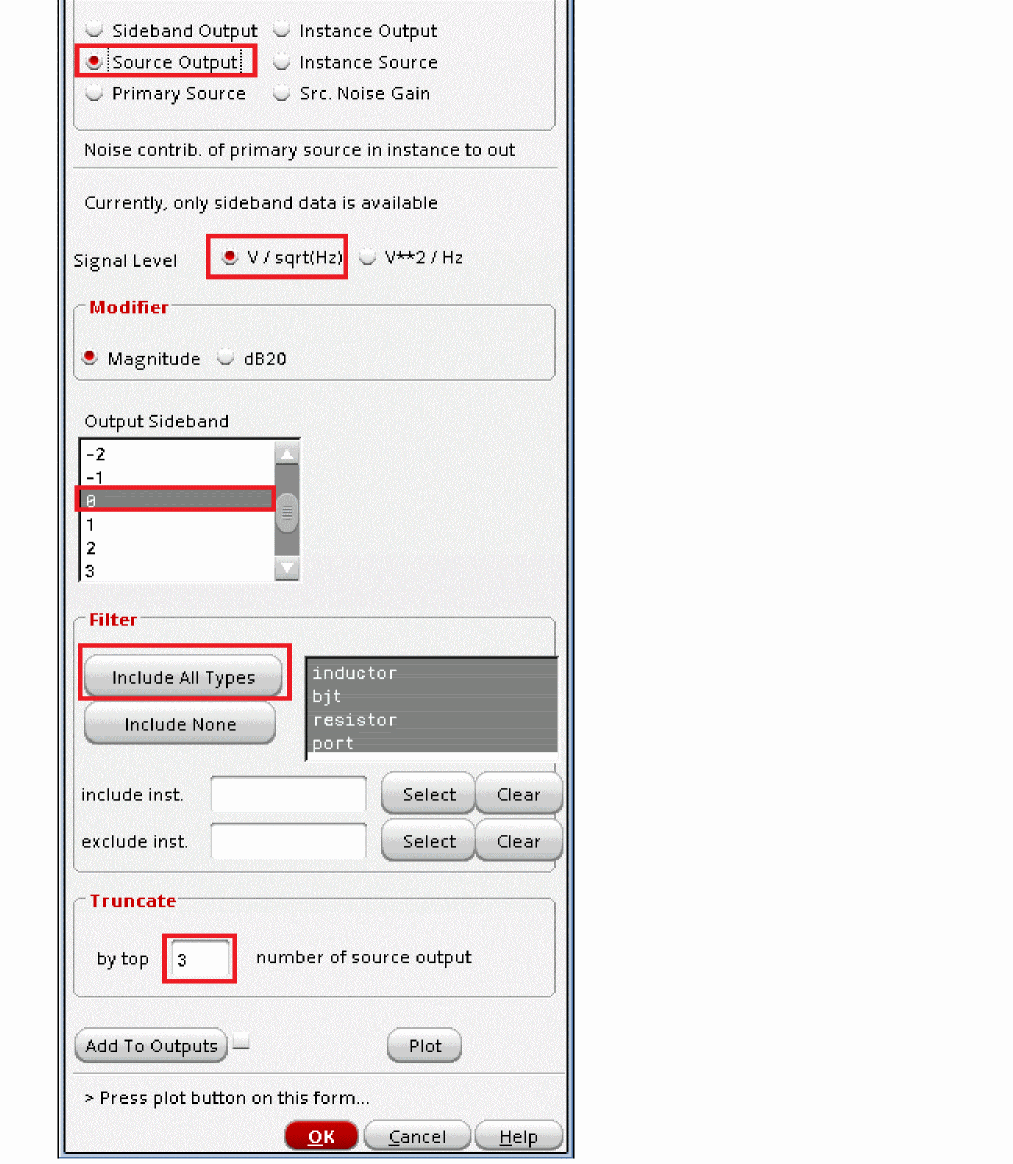 Sideband Output Instance Output
Source Output Instance Source
Primary Source Src. Noise Gain
Noise contrib. of primary source in instance to out
Currently, only sideband data is available
Signal Level V / sqrt(Hz) V**2 / Hz
Modifier
Magnitude dB20
Output Sideband
-2
-1
0
1
2
3
Filter
Include All Types
Include None
inductor
bjt
resistor
port
include inst. Select Clear
exclude inst. Select Clear
Truncate
by top 3 number of source output
Add To Outputs Plot
> Press plot button on this form...
OK Cancel Help